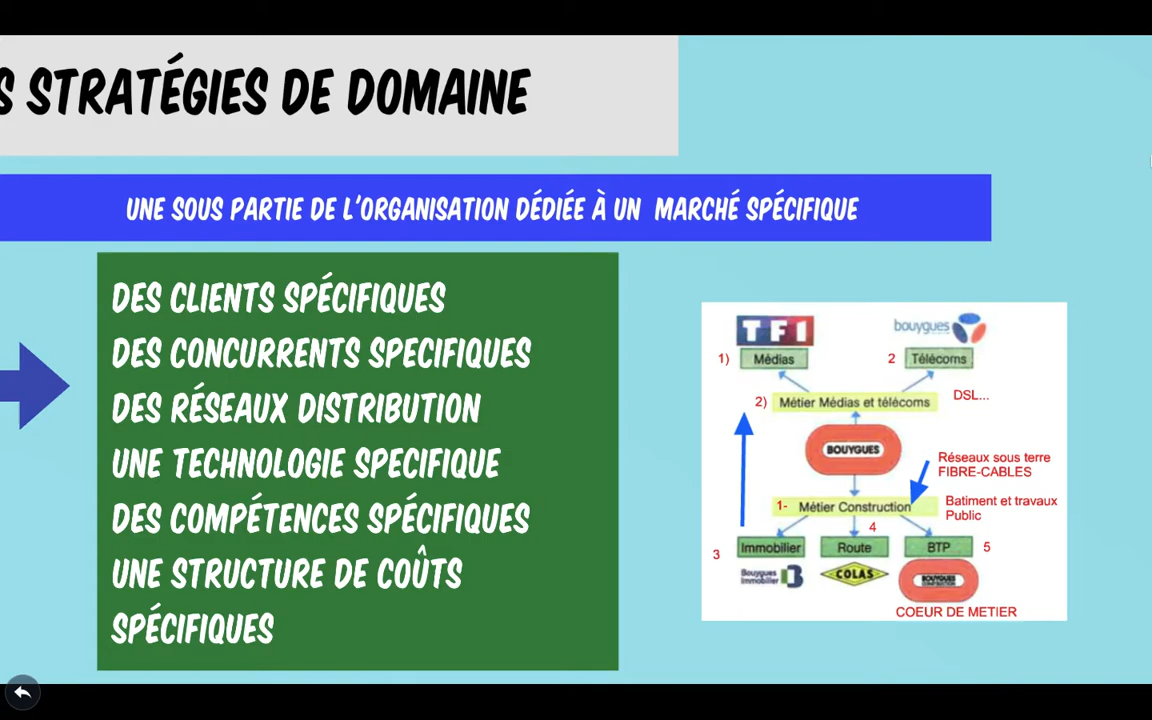 S STRATÉGIES DE DOMAINE
UNE SOUS PARTIE DE L'ORGANISATION DÉDIÉE À UN MARCHÉ SPÉCIFIQUE
DES CLIENTS SPÉCIFIQUES
DES CONCURRENTS SPECIFIQUES
DES RÉSEAUX DISTRIBUTION
UNE TECHNOLOGIE SPECIFIQUE
DES COMPÉTENCES SPÉCIFIQUES
UNE STRUCTURE DE COÛTS
SPÉCIFIQUES
TF1
bouygues
1) Médias
2 Télécoms
2) Métier Médias et télécoms
DSL...
BOUYGUES
Réseaux sous terre
FIBRE-CABLES
1- Métier Construction
Batiment et travaux
Public
4
3 Immobilier
Route
BTP 5
Bouygues
Immobilier
COLAS
BOUYGUES
CONSTRUCTION
COEUR DE METIER